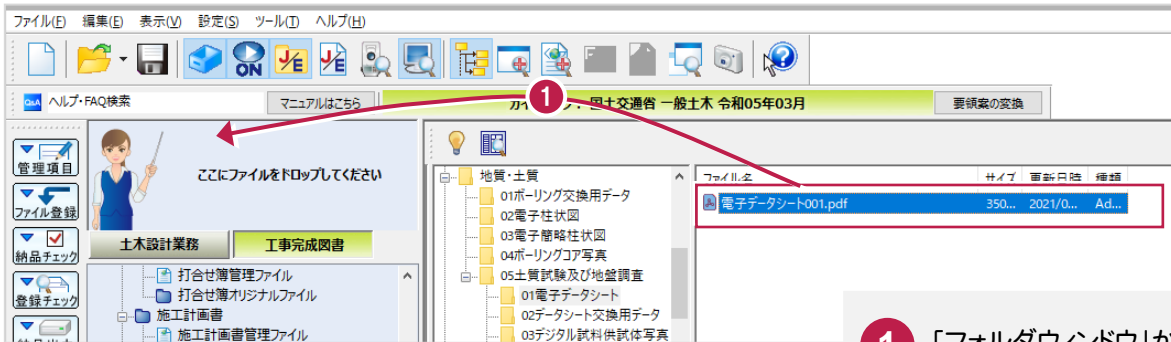 ファイル(F) 編集(E) 表示(V) 設定(S) ツール(T) ヘルプ(H)
ON J/E J/E
Q&A ヘルプ・FAQ検索 マニュアルはこちら 国土交通省 一般土木 令和05年03月 要領案の変換
1
管理項目
ファイル登録
納品チェック
登録チェック
ここにファイルをドロップしてください
土木設計業務 工事完成図書
打合せ簿管理ファイル
打合せ簿オリジナルファイル
施工計画書
施工計画書管理ファイル
地質・土質
01ボーリング交換用データ
02電子柱状図
03電子簡略柱状図
04ボーリングコア写真
05土質試験及び地盤調査
01電子データシート
02データシート交換用データ
03デジタル試料供試体写真
ファイル名 サイズ 更新日時 種類
電子データシート001.pdf 350... 2021/0... Ad...
1 「フォルダウィンドウ」か